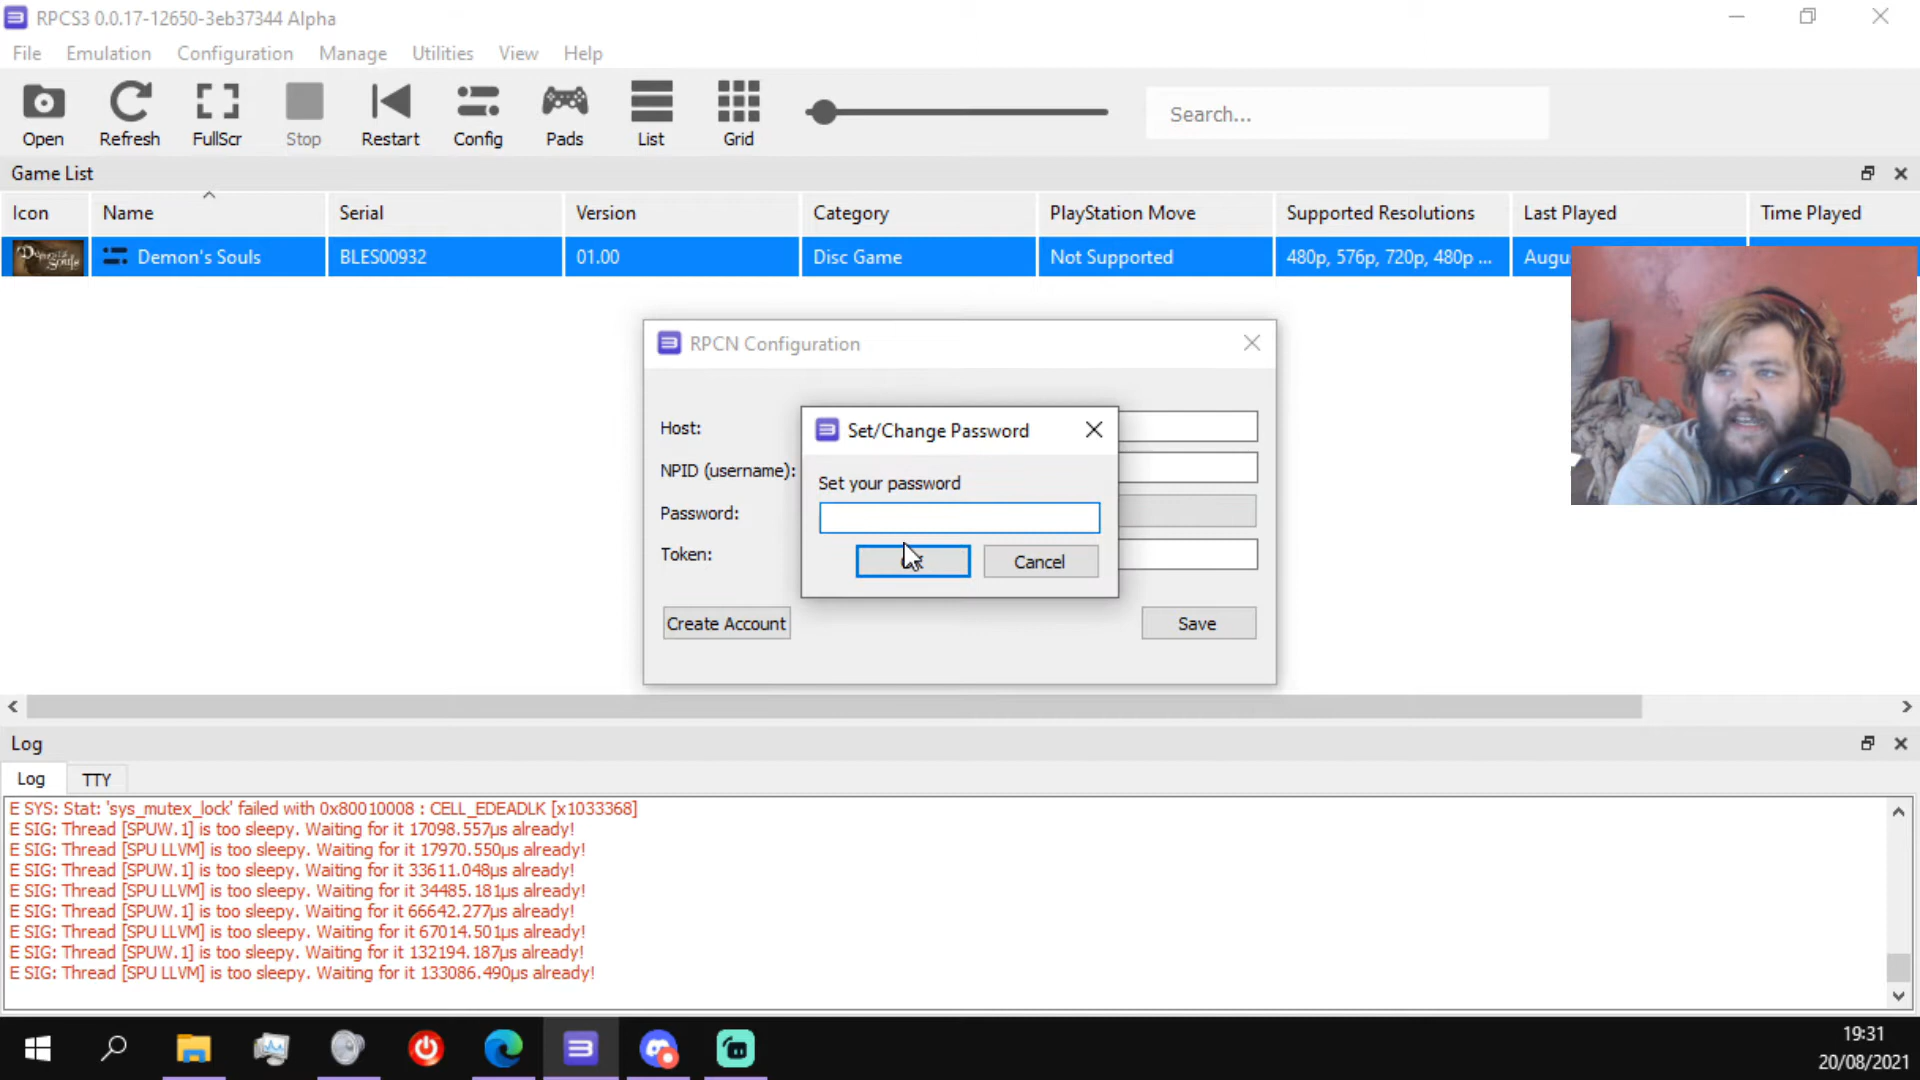 RPCS3 0.0.17-12650-3eb37344 Alpha
File Emulation Configuration Manage Utilities View Help
Open Refresh FullScr Stop Restart Config Pads List Grid Search...
Game List
Icon Name Serial Version Category PlayStation Move Supported Resolutions Last Played Time Played
Demon's Souls Demon's Souls BLES00932 01.00 Disc Game Not Supported 480p, 576p, 720p, 480p ... Augu
RPCN Configuration
Host:
NPID (username):
Password:
Token:
Create Account Save
Set/Change Password
Set your password
Cancel
Log
Log TTY
E SYS: Stat: 'sys_mutex_lock' failed with 0x80010008 : CELL_EDEADLK [x1033368]
E SIG: Thread [SPUW.1] is too sleepy. Waiting for it 17098.557µs already!
E SIG: Thread [SPU LLVM] is too sleepy. Waiting for it 17970.550µs already!
E SIG: Thread [SPUW.1] is too sleepy. Waiting for it 33611.048µs already!
E SIG: Thread [SPU LLVM] is too sleepy. Waiting for it 34485.181µs already!
E SIG: Thread [SPUW.1] is too sleepy. Waiting for it 66642.277µs already!
E SIG: Thread [SPU LLVM] is too sleepy. Waiting for it 67014.501µs already!
E SIG: Thread [SPUW.1] is too sleepy. Waiting for it 132194.187µs already!
E SIG: Thread [SPU LLVM] is too sleepy. Waiting for it 133086.490µs already!
19:31
20/08/2021